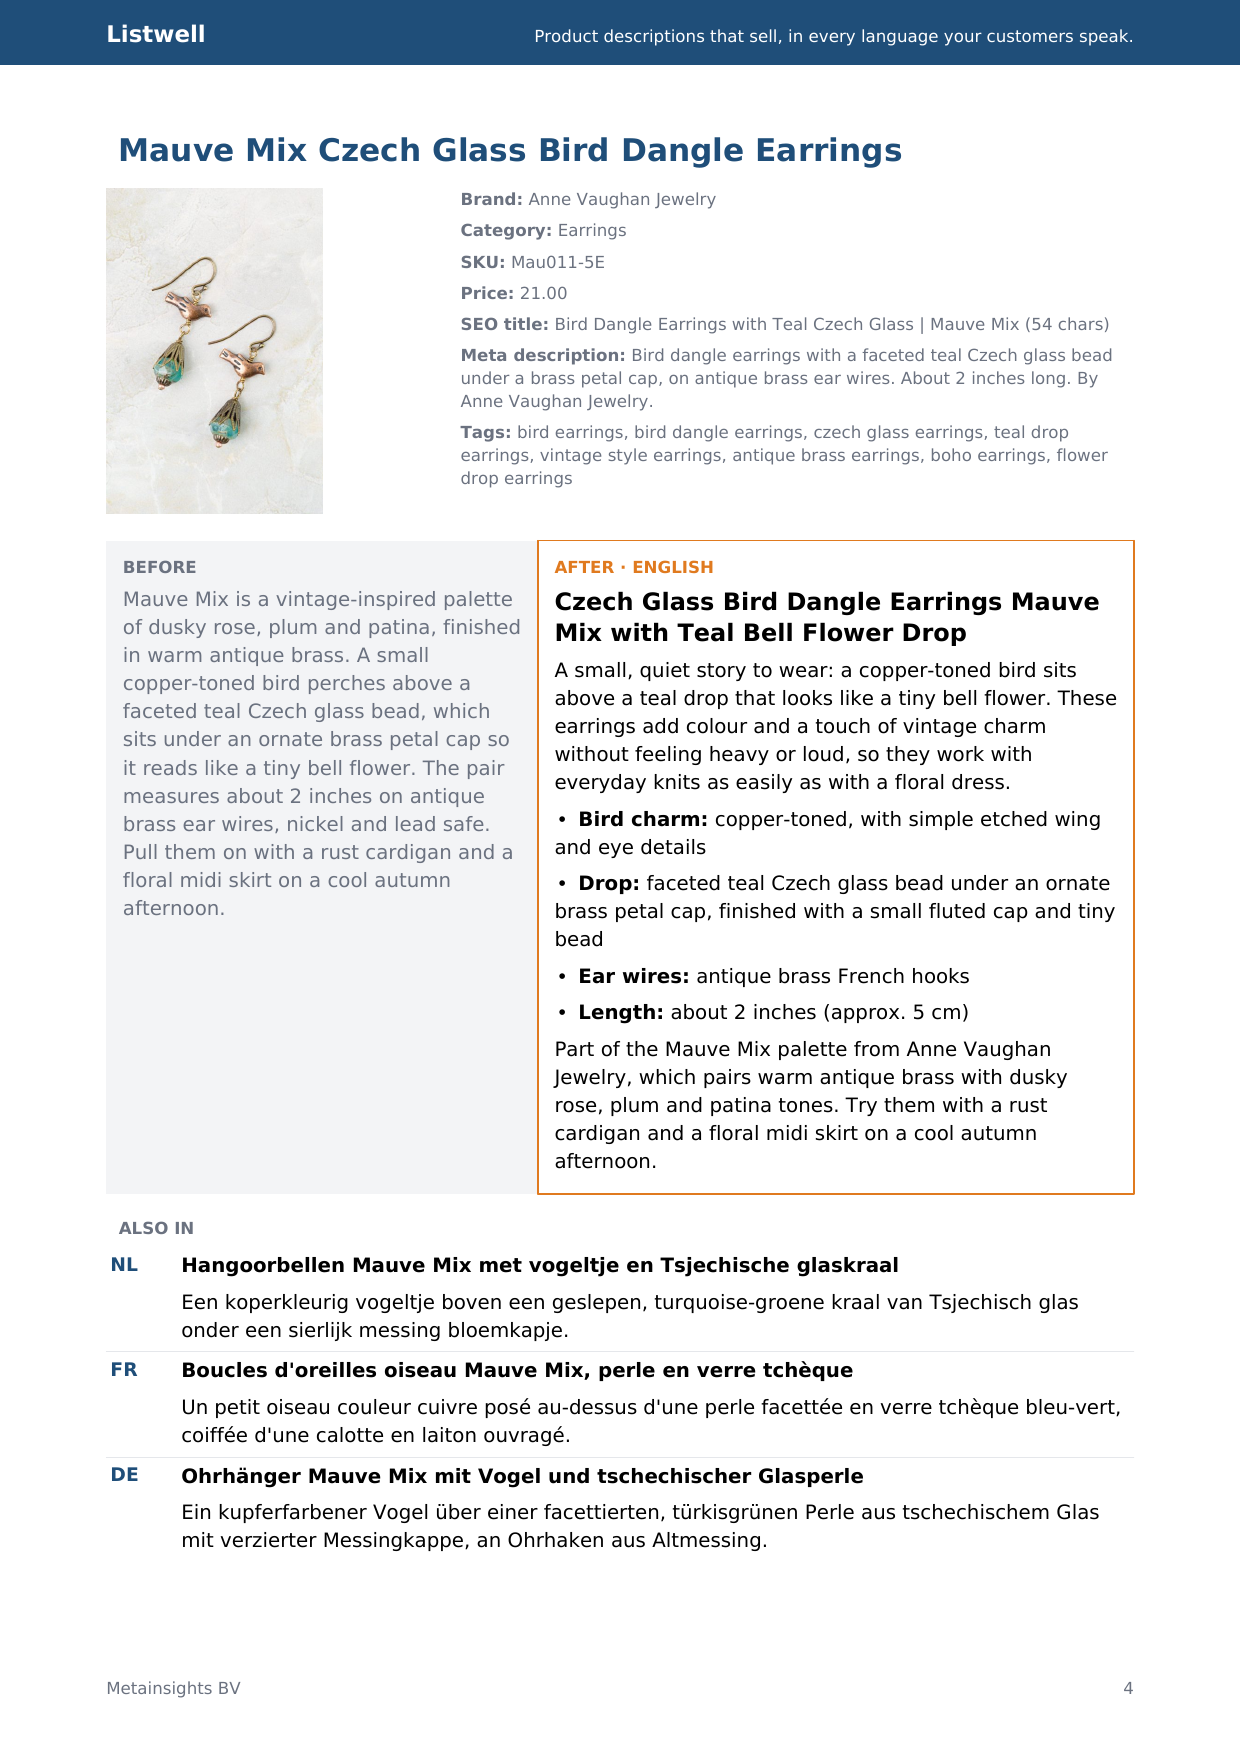 Listwell
Product descriptions that sell, in every language your customers speak.
Mauve Mix Czech Glass Bird Dangle Earrings
Brand: Anne Vaughan Jewelry
Category: Earrings
SKU: Mau011-5E
Price: 21.00
SEO title: Bird Dangle Earrings with Teal Czech Glass | Mauve Mix (54 chars)
Meta description: Bird dangle earrings with a faceted teal Czech glass bead
under a brass petal cap, on antique brass ear wires. About 2 inches long. By
Anne Vaughan Jewelry.
Tags: bird earrings, bird dangle earrings, czech glass earrings, teal drop
earrings, vintage style earrings, antique brass earrings, boho earrings, flower
drop earrings
BEFORE
Mauve Mix is a vintage-inspired palette
of dusky rose, plum and patina, finished
in warm antique brass. A small
copper-toned bird perches above a
faceted teal Czech glass bead, which
sits under an ornate brass petal cap so
it reads like a tiny bell flower. The pair
measures about 2 inches on antique
brass ear wires, nickel and lead safe.
Pull them on with a rust cardigan and a
floral midi skirt on a cool autumn
afternoon.
AFTER · ENGLISH
Czech Glass Bird Dangle Earrings Mauve
Mix with Teal Bell Flower Drop
A small, quiet story to wear: a copper-toned bird sits
above a teal drop that looks like a tiny bell flower. These
earrings add colour and a touch of vintage charm
without feeling heavy or loud, so they work with
everyday knits as easily as with a floral dress.
• Bird charm: copper-toned, with simple etched wing
and eye details
• Drop: faceted teal Czech glass bead under an ornate
brass petal cap, finished with a small fluted cap and tiny
bead
• Ear wires: antique brass French hooks
• Length: about 2 inches (approx. 5 cm)
Part of the Mauve Mix palette from Anne Vaughan
Jewelry, which pairs warm antique brass with dusky
rose, plum and patina tones. Try them with a rust
cardigan and a floral midi skirt on a cool autumn
afternoon.
ALSO IN
NL
Hangoorbellen Mauve Mix met vogeltje en Tsjechische glaskraal
Een koperkleurig vogeltje boven een geslepen, turquoise-groene kraal van Tsjechisch glas
onder een sierlijk messing bloemkapje.
FR
Boucles d'oreilles oiseau Mauve Mix, perle en verre tchèque
Un petit oiseau couleur cuivre posé au-dessus d'une perle facettée en verre tchèque bleu-vert,
coiffée d'une calotte en laiton ouvragé.
DE
Ohrhänger Mauve Mix mit Vogel und tschechischer Glasperle
Ein kupferfarbener Vogel über einer facettierten, türkisgrünen Perle aus tschechischem Glas
mit verzierter Messingkappe, an Ohrhaken aus Altmessing.
Metainsights BV
4